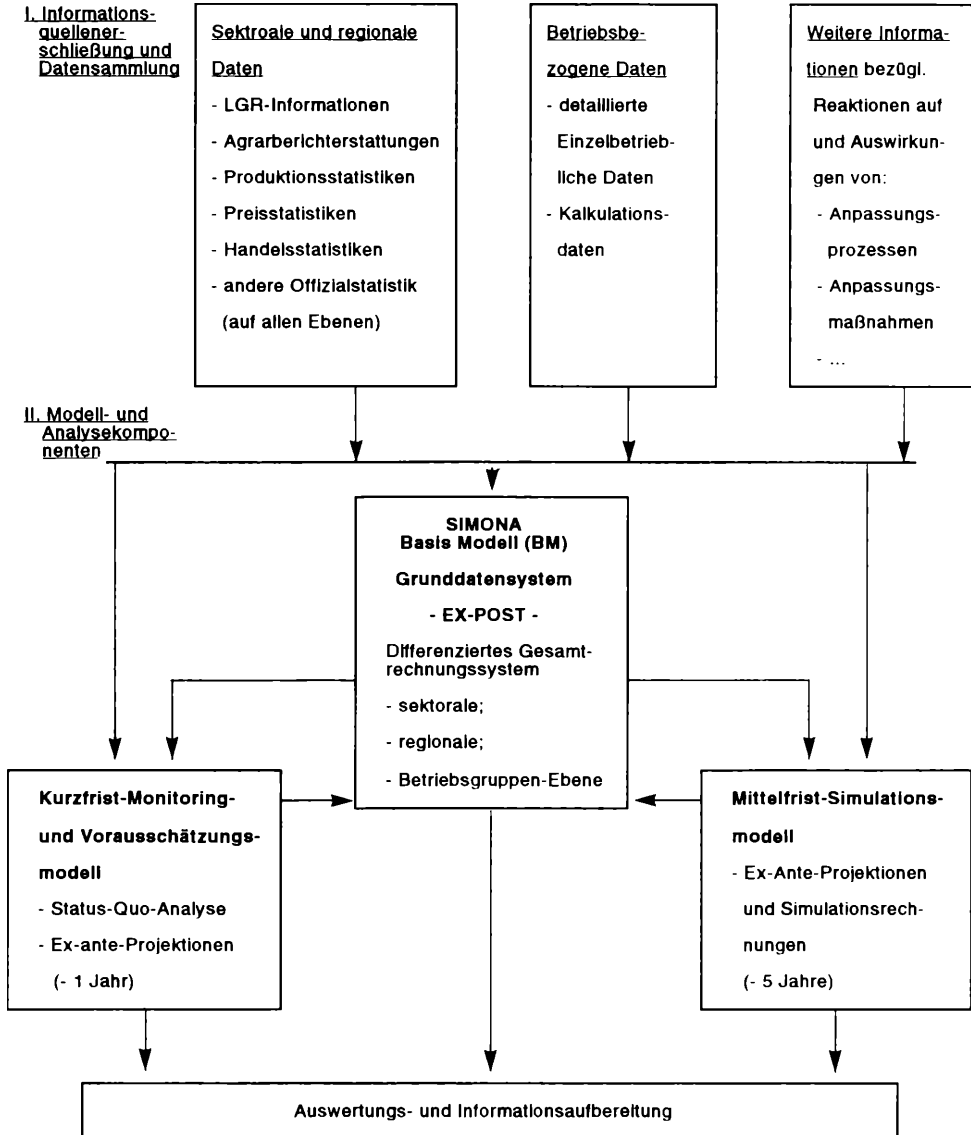 I. Informations-
quellener-
schließung und
Datensammlung
Sektroale und regionale
Daten
- LGR-Informationen
- Agrarberichterstattungen
- Produktionsstatistiken
- Preisstatistiken
- Handelsstatistiken
- andere Offizialstatistik
(auf allen Ebenen)
Betriebsbe-
zogene Daten
- detaillierte
Einzelbetrieb-
liche Daten
- Kalkulations-
daten
Weitere Informa-
tionen bezügl.
Reaktionen auf
und Auswirkun-
gen von:
- Anpassungs-
prozessen
- Anpassungs-
maßnahmen
- ...
II. Modell- und
Analysekompo-
nenten
SIMONA
Basis Modell (BM)
Grunddatensystem
- EX-POST -
Differenziertes Gesamt-
rechnungssystem
- sektorale;
- regionale;
- Betriebsgruppen-Ebene
Kurzfrist-Monitoring-
und Vorausschätzungs-
modell
- Status-Quo-Analyse
- Ex-ante-Projektionen
(- 1 Jahr)
Mittelfrist-Simulations-
modell
- Ex-Ante-Projektionen
und Simulationsrech-
nungen
(- 5 Jahre)
Auswertungs- und Informationsaufbereitung